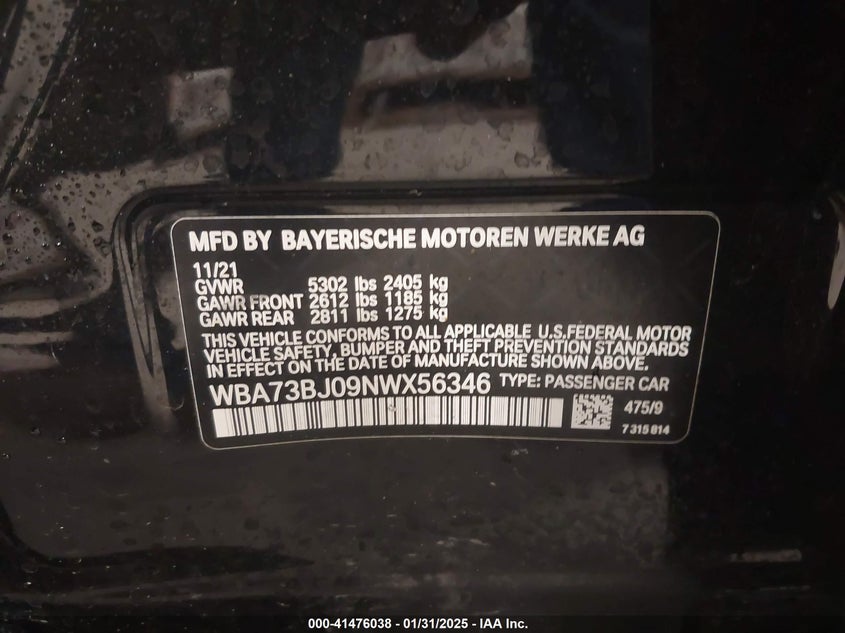 MFD BY BAYERISCHE MOTOREN WERKE AG
11/21
GVWR 5302 lbs 2405 kg
GAWR FRONT 2612 lbs 1185 kg
GAWR REAR 2811 lbs 1275 kg
THIS VEHICLE CONFORMS TO ALL APPLICABLE U.S.FEDERAL MOTOR
VEHICLE SAFETY, BUMPER AND THEFT PREVENTION STANDARDS
IN EFFECT ON THE DATE OF MANUFACTURE SHOWN ABOVE.
WBA73BJ09NWX56346 TYPE: PASSENGER CAR
475/9
7 315 814
000-41476038 - 01/31/2025 - IAA Inc.